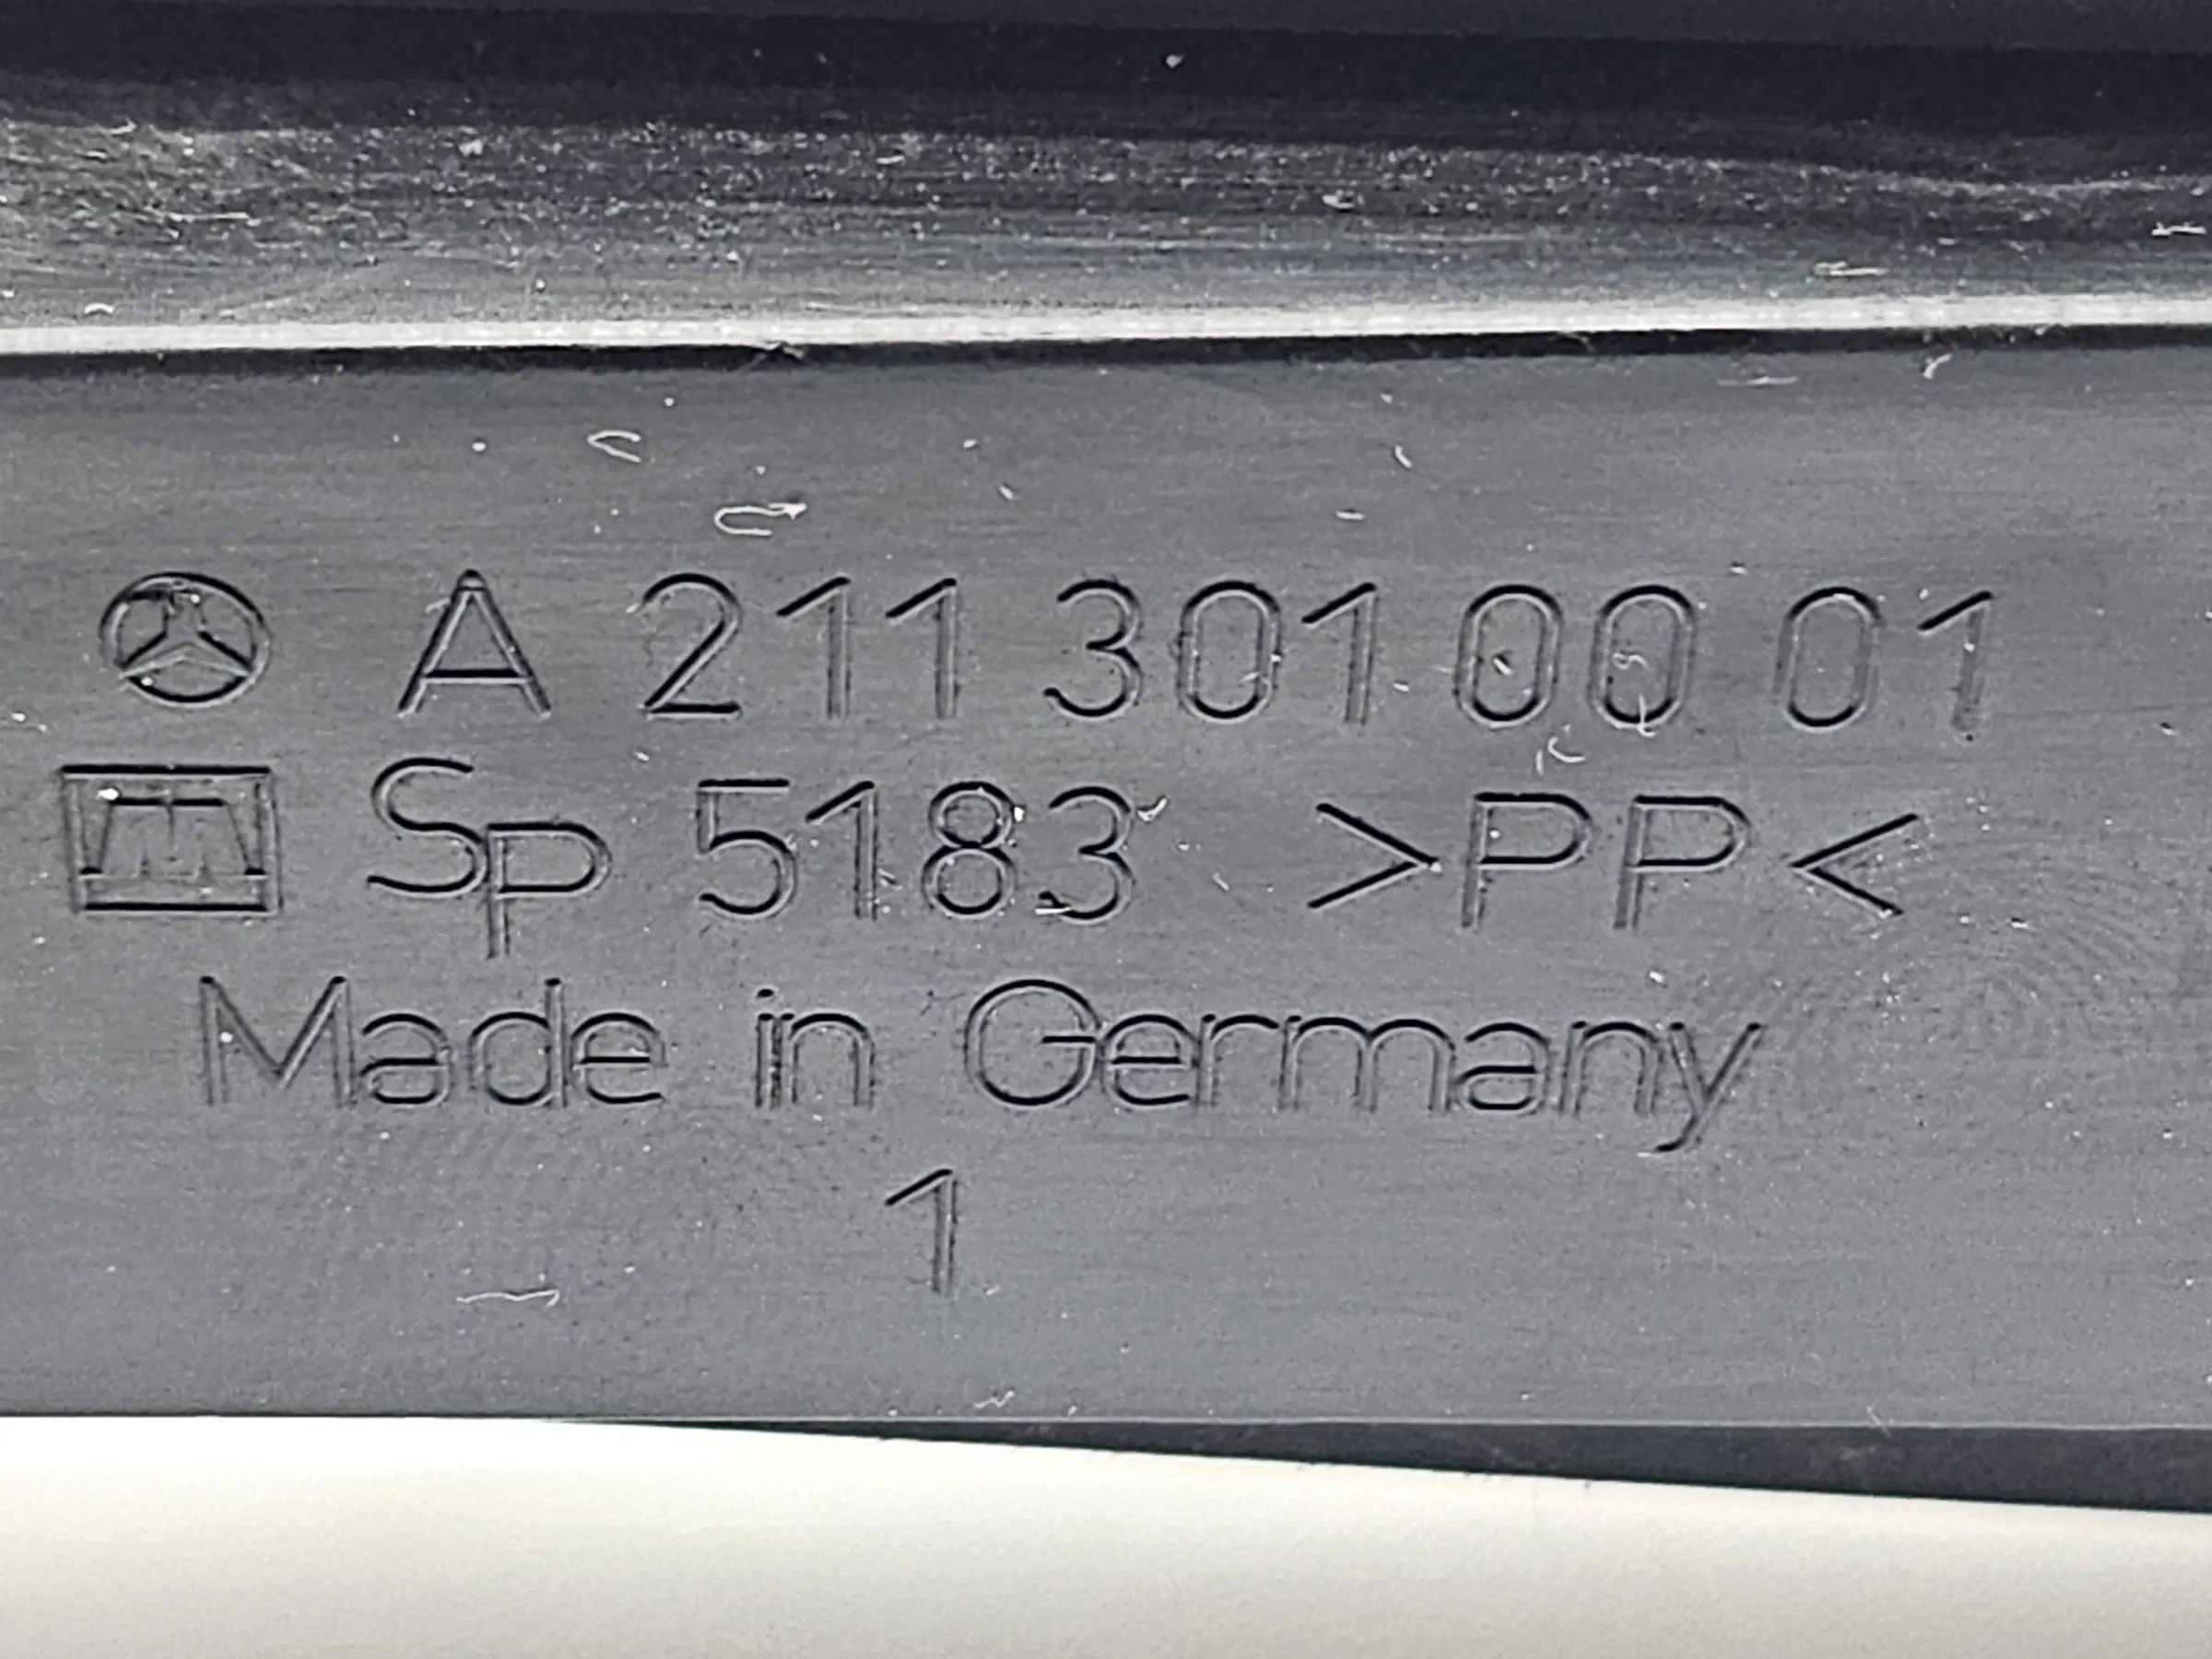 A 211 301 00 01
Sp 5183 >PP<
Made in Germany
1